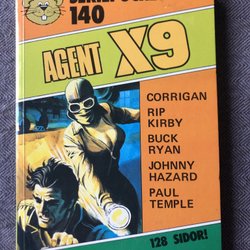 140
AGENT X9
CORRIGAN
RIP
KIRBY
BUCK
RYAN
JOHNNY
HAZARD
PAUL
TEMPLE
128 SIDOR!